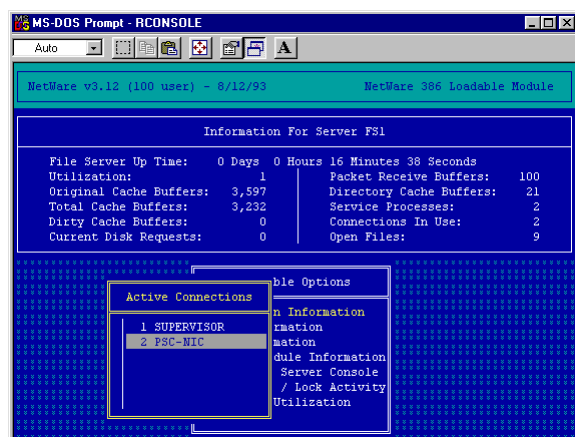 MS-DOS Prompt - RCONSOLE
Auto
A
NetWare v3.12 (100 user) - 8/12/93 NetWare 386 Loadable Module
Information For Server FS1
File Server Up Time: 0 Days 0 Hours 16 Minutes 38 Seconds
Utilization: 1 Packet Receive Buffers: 100
Original Cache Buffers: 3,597 Directory Cache Buffers: 21
Total Cache Buffers: 3,232 Service Processes: 2
Dirty Cache Buffers: 0 Connections In Use: 2
Current Disk Requests: 0 Open Files: 9
ble Options
Active Connections
n Information
1 SUPERVISOR rmation
2 PSC-NIC mation
dule Information
Server Console
/ Lock Activity
Utilization